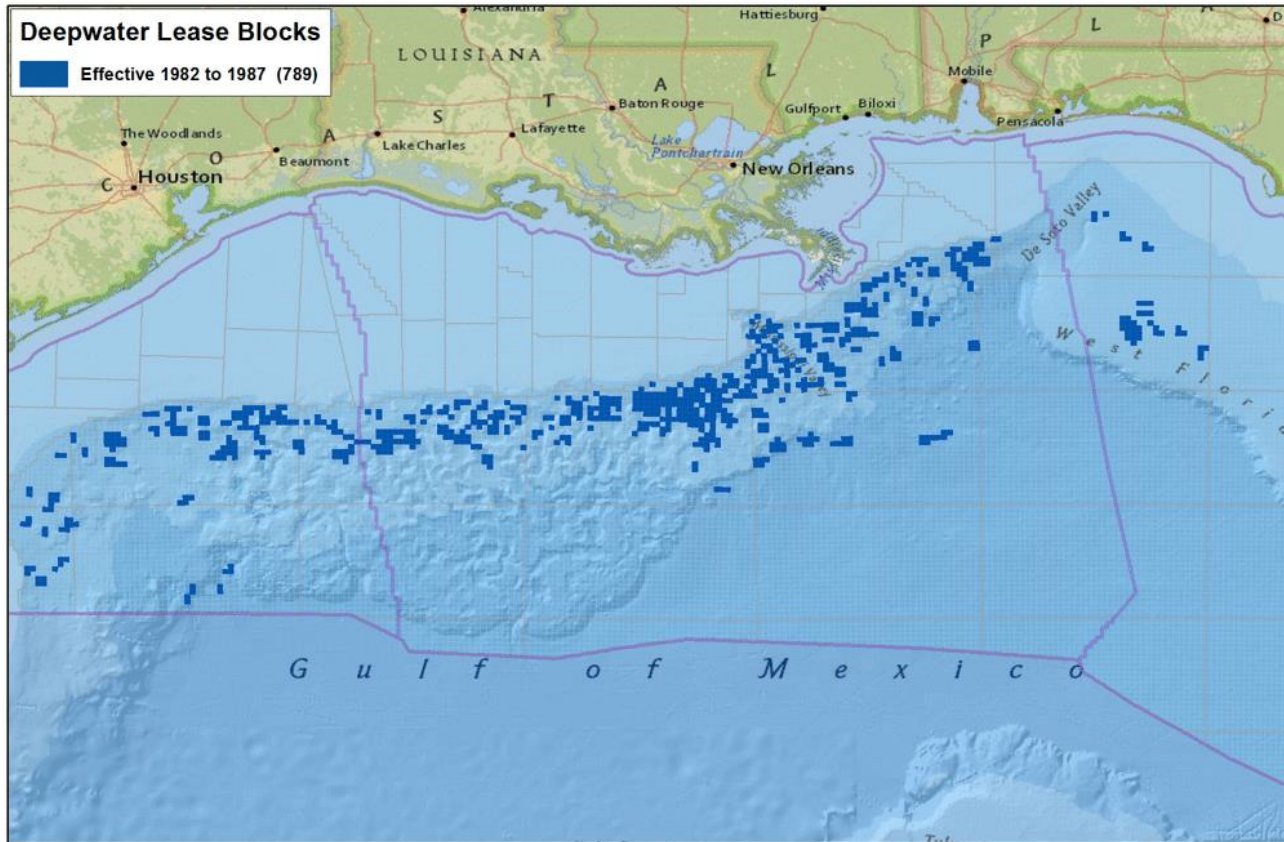 Deepwater Lease Blocks
Effective 1982 to 1987 (789)
Alexandria
Hattiesburg
LOUISIANA
Mobile
Baton Rouge
Gulfport
Biloxi
Pensacola
The Woodlands
Beaumont
Lake Charles
Lafayette
Lake
Pontchartrain
New Orleans
Houston
C O A S T A L P L A
De Soto Valley
West Florid
Gulf of Mexico